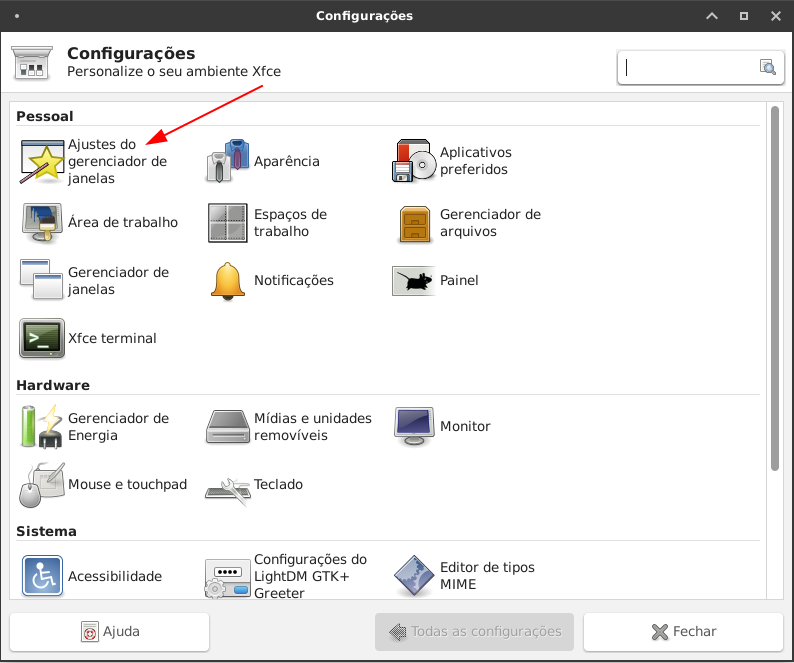 Configurações
Configurações
Personalize o seu ambiente Xfce
Pessoal
Ajustes do
gerenciador de
janelas
Aparência
Aplicativos
preferidos
Área de trabalho
Espaços de
trabalho
Gerenciador de
arquivos
Gerenciador de
janelas
Notificações
Painel
Xfce terminal
Hardware
Gerenciador de
Energia
Mídias e unidades
removíveis
Monitor
Mouse e touchpad
Teclado
Sistema
Acessibilidade
Configurações do
LightDM GTK+
Greeter
Editor de tipos
MIME
Ajuda
Todas as configurações
Fechar